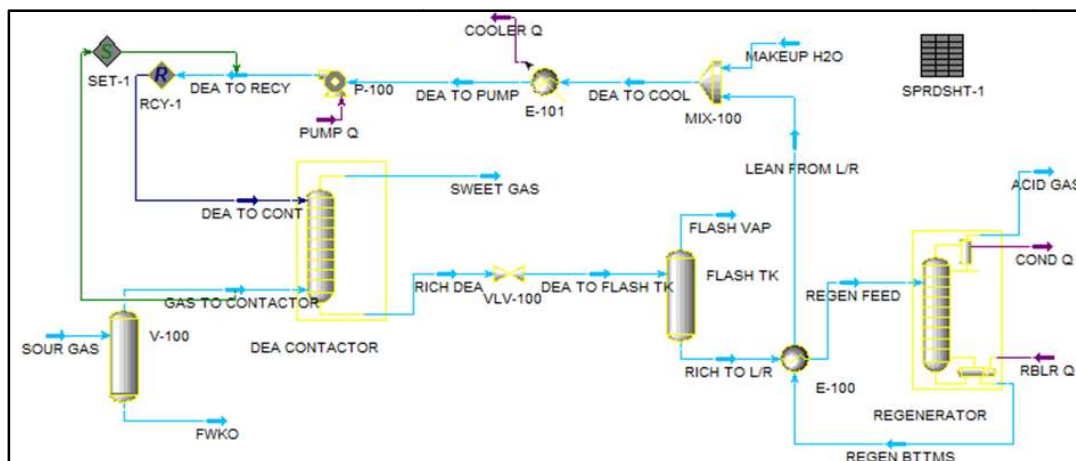 COOLER Q
MAKEUP H2O
S
SET-1
R
RCY-1
DEA TO RECY
P-100
PUMP Q
DEA TO PUMP
E-101
DEA TO COOL
MIX-100
SPRDSHT-1
LEAN FROM L/R
SWEET GAS
DEA TO CONT
ACID GAS
FLASH VAP
COND Q
FLASH TK
RICH DEA
VLV-100
DEA TO FLASH TK
REGEN FEED
GAS TO CONTACTOR
V-100
SOUR GAS
DEA CONTACTOR
RICH TO L/R
E-100
RBLR Q
REGENERATOR
FWKO
REGEN BTTMS